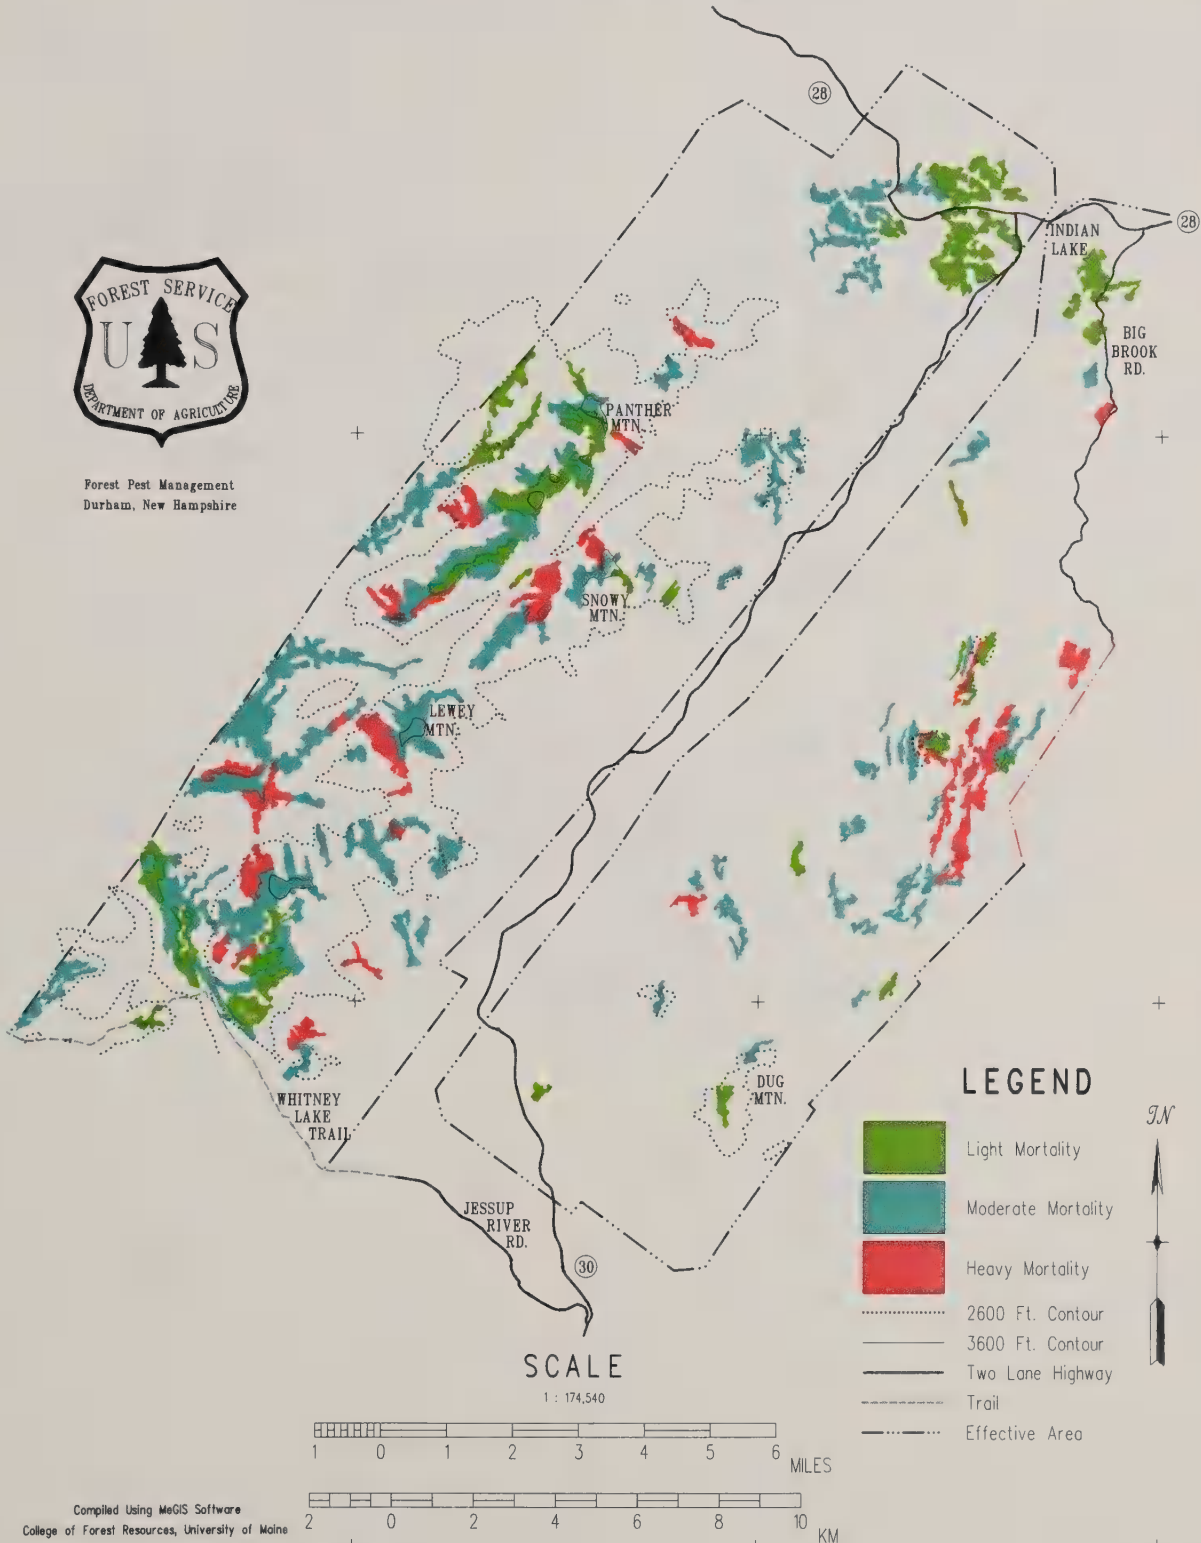 28
28
INDIAN
LAKE
FOREST SERVICE
U S
DEPARTMENT OF AGRICULTURE
BIG
BROOK
RD.
PANTHER
MTN.
Forest Pest Management
Durham, New Hampshire
SNOWY
MTN.
LEWEY
MTN.
WHITNEY
LAKE
TRAIL
DUG
MTN.
JESSUP
RIVER
RD.
30
LEGEND
Light Mortality
Moderate Mortality
Heavy Mortality
2600 Ft. Contour
3600 Ft. Contour
Two Lane Highway
Trail
Effective Area
SCALE
1 : 174,540
1 0 1 2 3 4 5 6
MILES
2 0 2 4 6 8 10
KM
Compiled Using MeGIS Software
College of Forest Resources, University of Maine